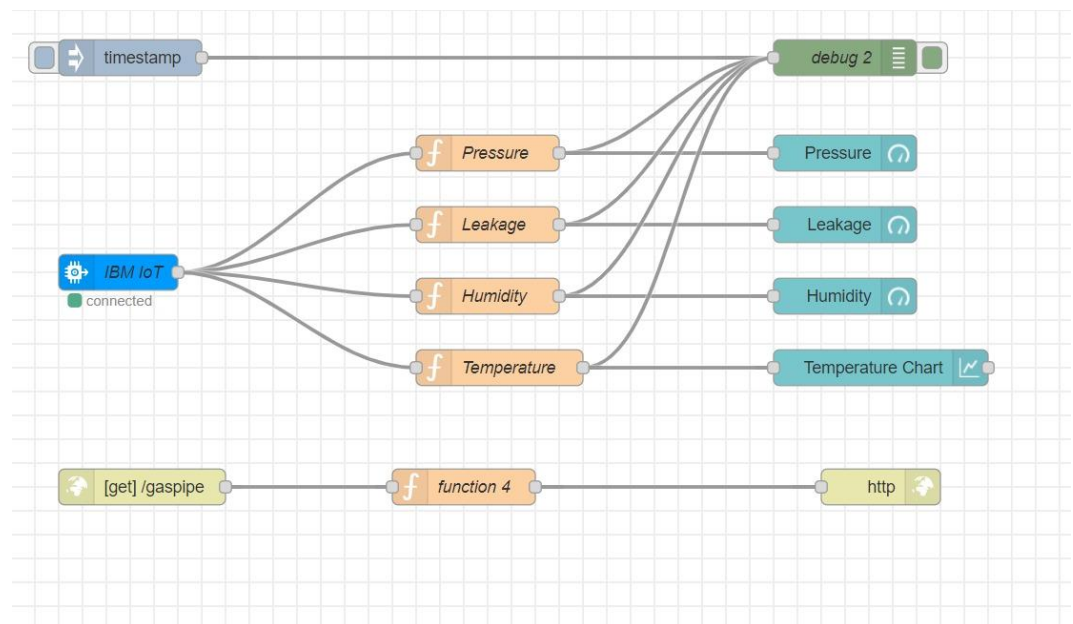 timestamp
debug 2
Pressure
Pressure
Leakage
Leakage
IBM IoT
connected
Humidity
Humidity
Temperature
Temperature Chart
[get] /gaspipe
function 4
http